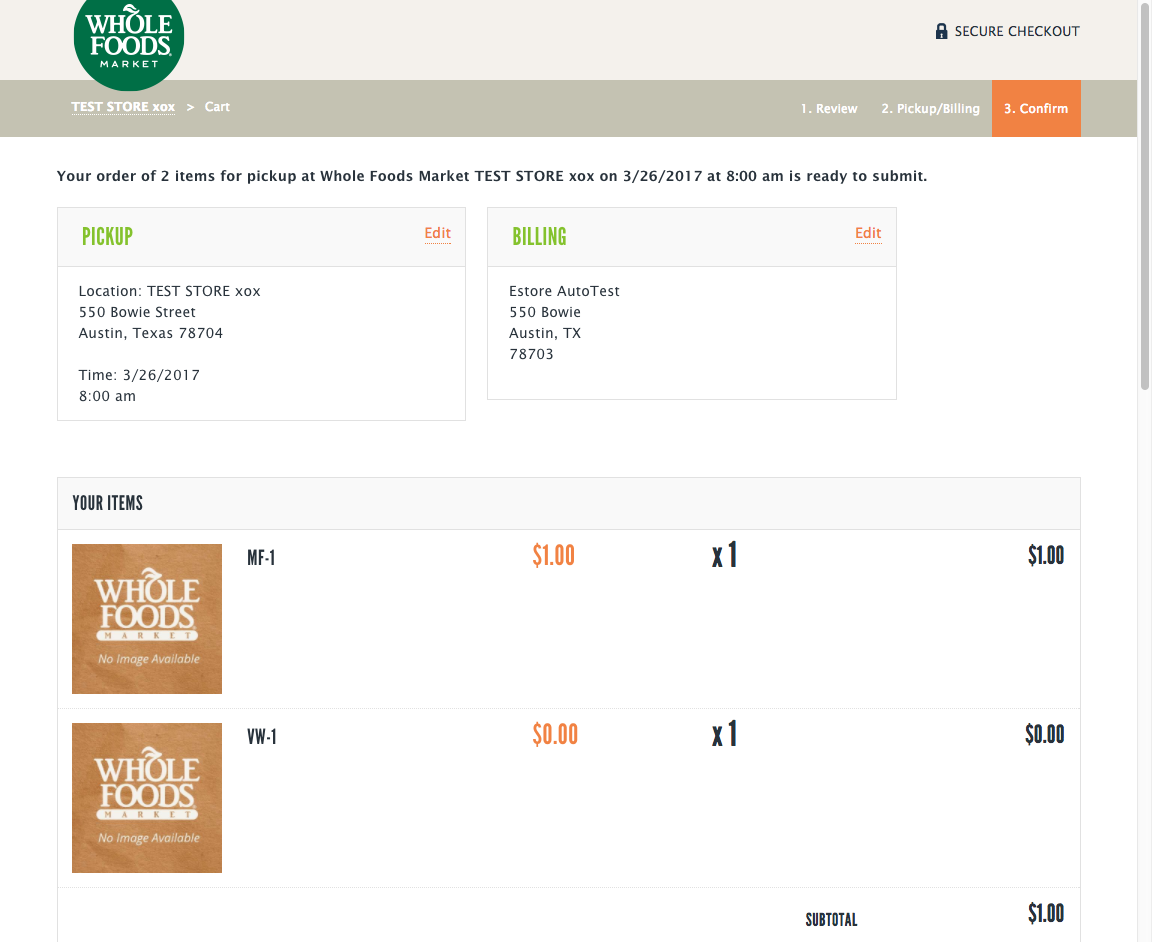 WHOLE
FOODS
MARKET
SECURE CHECKOUT
TEST STORE xox > Cart
1. Review 2. Pickup/Billing 3. Confirm
Your order of 2 items for pickup at Whole Foods Market TEST STORE xox on 3/26/2017 at 8:00 am is ready to submit.
PICKUP Edit
Location: TEST STORE xox
550 Bowie Street
Austin, Texas 78704
Time: 3/26/2017
8:00 am
BILLING Edit
Estore AutoTest
550 Bowie
Austin, TX
78703
YOUR ITEMS
WHOLE
FOODS
MARKET
No Image Available
MF-1 $1.00 x 1 $1.00
WHOLE
FOODS
MARKET
No Image Available
VW-1 $0.00 x 1 $0.00
SUBTOTAL $1.00